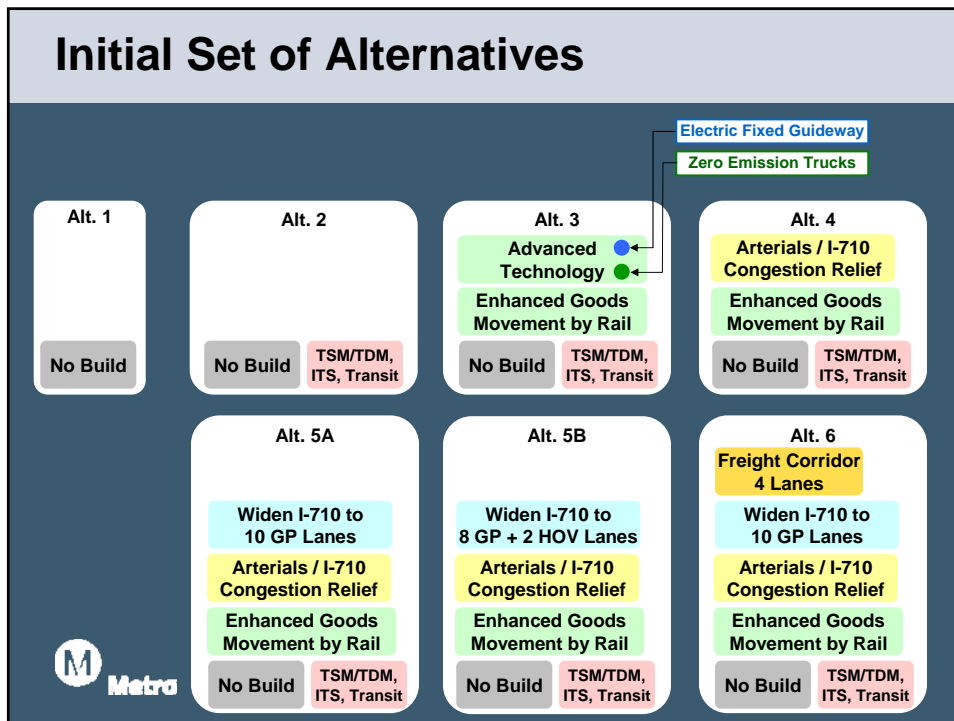 Initial Set of Alternatives
Electric Fixed Guideway
Zero Emission Trucks
Alt. 1
No Build
Alt. 2
No Build
TSM/TDM,
ITS, Transit
Alt. 3
Advanced
Technology
Enhanced Goods
Movement by Rail
No Build
TSM/TDM,
ITS, Transit
Alt. 4
Arterials / I-710
Congestion Relief
Enhanced Goods
Movement by Rail
No Build
TSM/TDM,
ITS, Transit
Alt. 5A
Widen I-710 to
10 GP Lanes
Arterials / I-710
Congestion Relief
Enhanced Goods
Movement by Rail
No Build
TSM/TDM,
ITS, Transit
Alt. 5B
Widen I-710 to
8 GP + 2 HOV Lanes
Arterials / I-710
Congestion Relief
Enhanced Goods
Movement by Rail
No Build
TSM/TDM,
ITS, Transit
Alt. 6
Freight Corridor
4 Lanes
Widen I-710 to
10 GP Lanes
Arterials / I-710
Congestion Relief
Enhanced Goods
Movement by Rail
No Build
TSM/TDM,
ITS, Transit
M
Metro